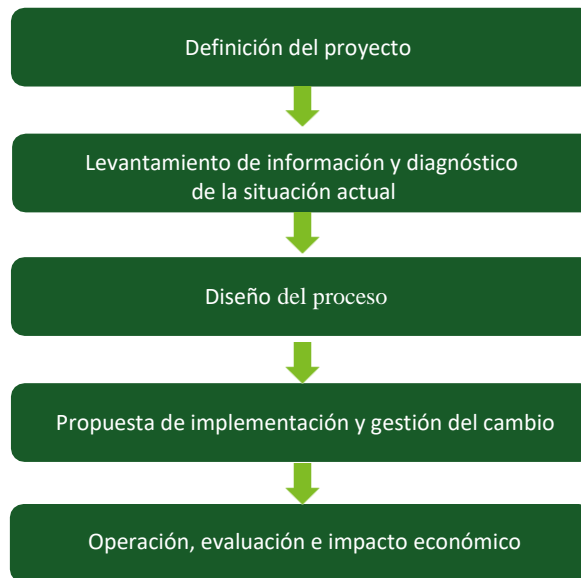 Definición del proyecto
Levantamiento de información y diagnóstico
de la situación actual
Diseño del proceso
Propuesta de implementación y gestión del cambio
Operación, evaluación e impacto económico